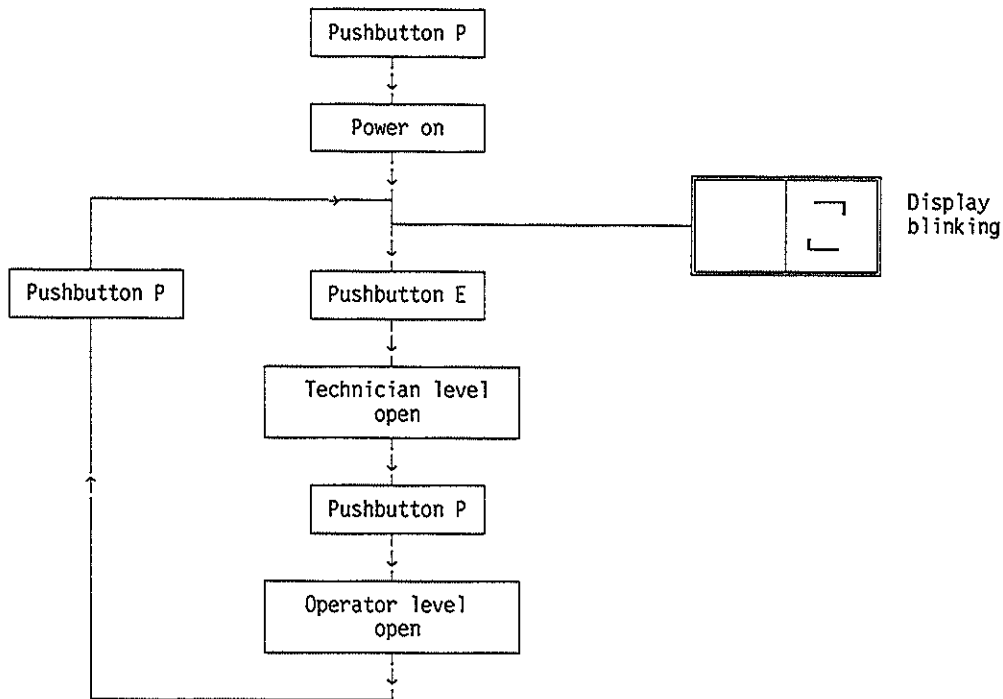 Pushbutton P
Power on
Display
blinking
Pushbutton P
Pushbutton E
Technician level
open
Pushbutton P
Operator level
open